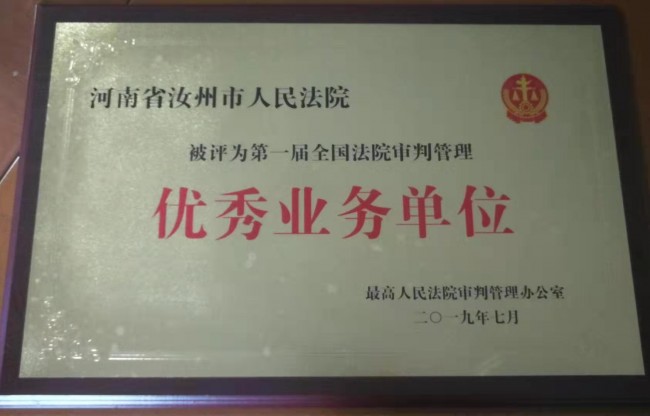 河南省汝州市人民法院
被评为第一届全国法院审判管理
优秀业务单位
最高人民法院审判管理办公室
二〇一九年七月